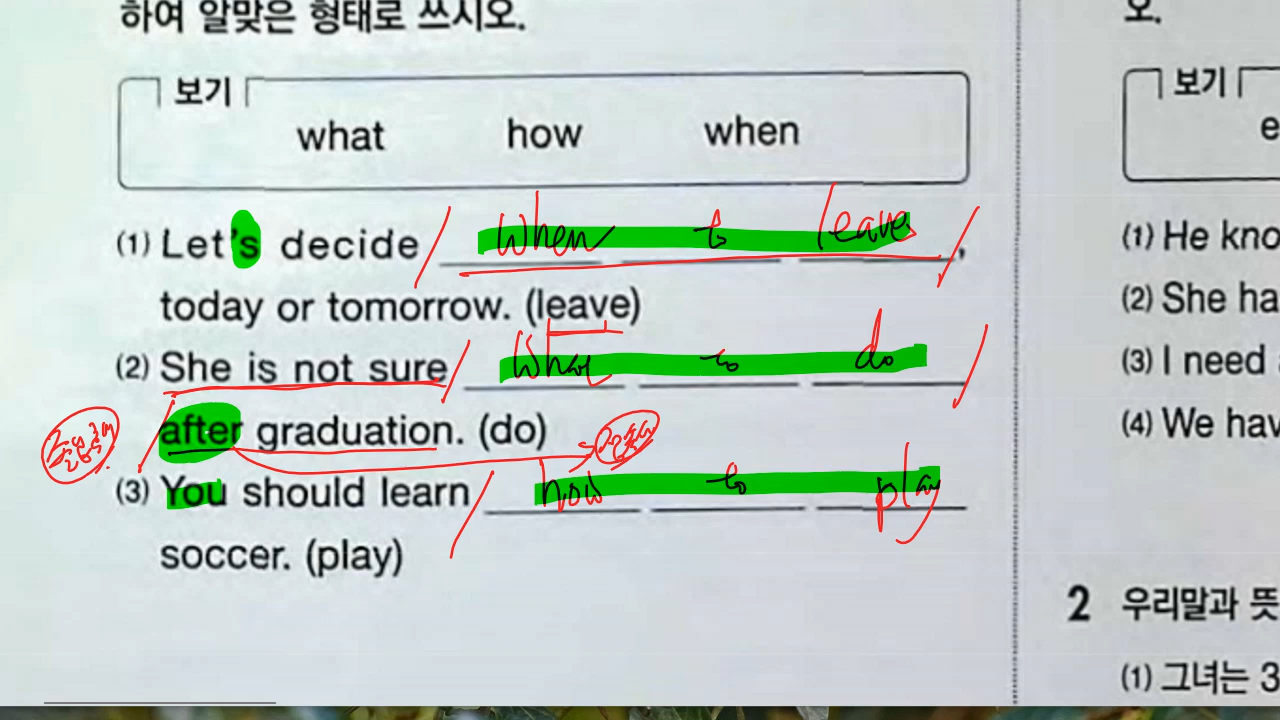 하여 알맞은 형태로 쓰시오.
보기
what how when
(1) Let's decide when to leave,
today or tomorrow. (leave)
(2) She is not sure what to do
after graduation. (do)
(3) You should learn how to play
soccer. (play)
오.
보기
e
(1) He kno
(2) She ha
(3) I need
(4) We hav
2 우리말과 뜻
(1) 그녀는 3